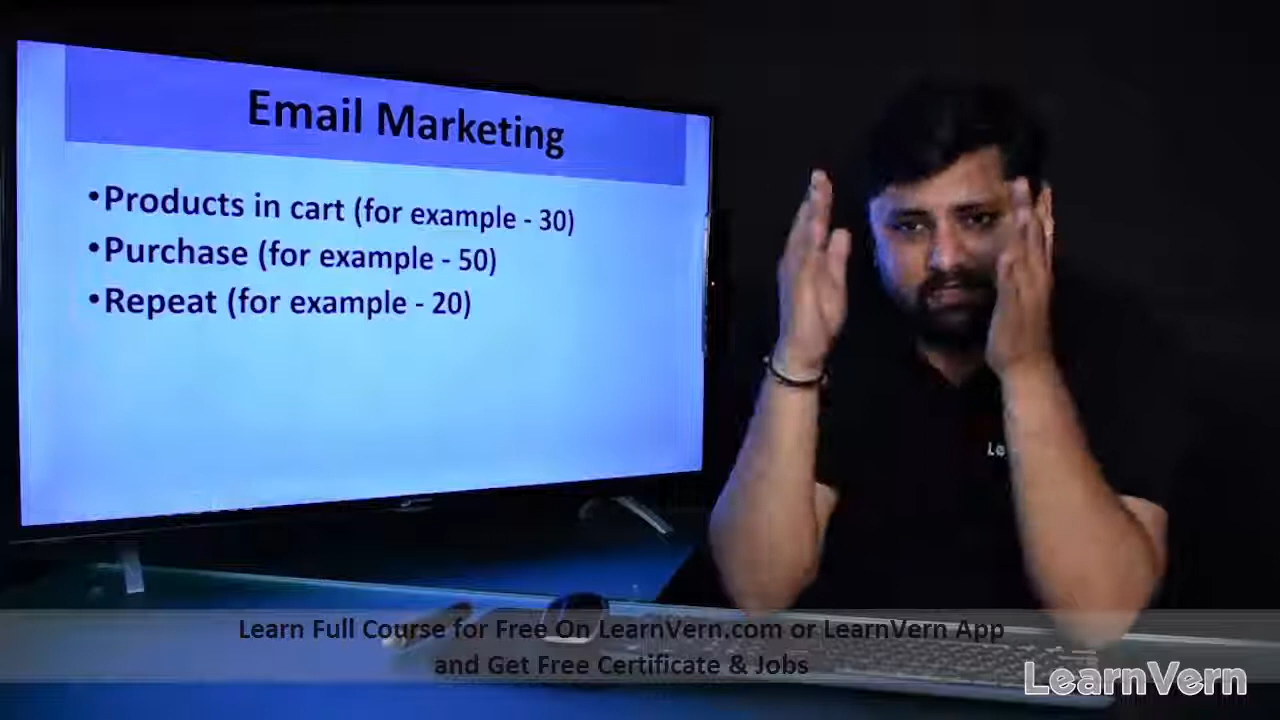 Email Marketing
•Products in cart (for example - 30)
•Purchase (for example - 50)
•Repeat (for example - 20)
Le
Learn Full Course for Free On LearnVern.com or LearnVern App
and Get Free Certificate & Jobs
LearnVern